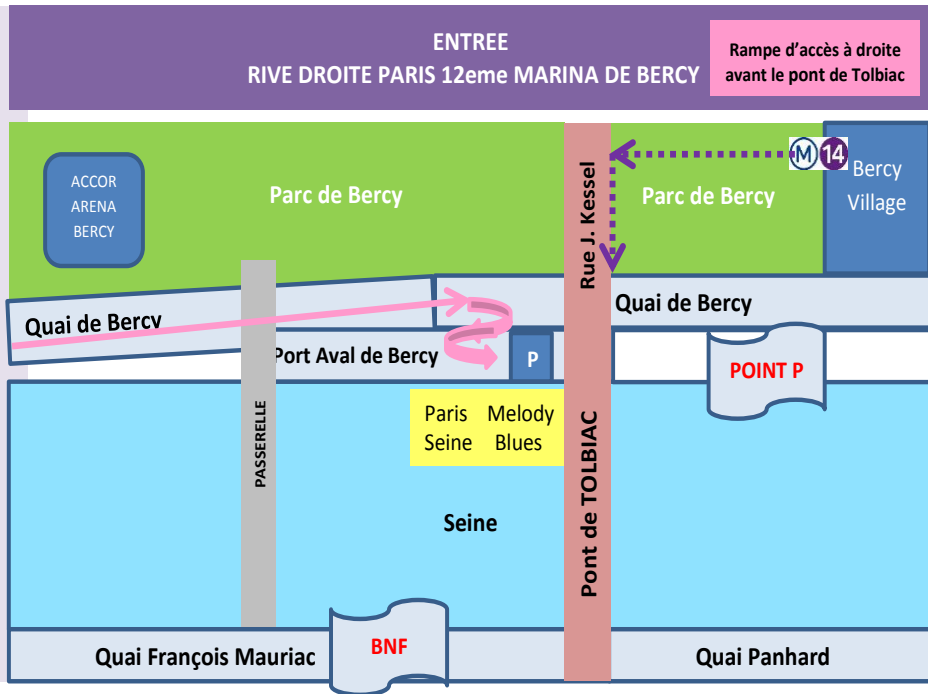 ENTREE
RIVE DROITE PARIS 12eme MARINA DE BERCY
Rampe d'accès à droite
avant le pont de Tolbiac
ACCOR
ARENA
BERCY
Parc de Bercy
Rue J. Kessel
Parc de Bercy
M 14
Bercy
Village
Quai de Bercy
Quai de Bercy
Port Aval de Bercy
P
POINT P
PASSERELLE
Paris Melody
Seine Blues
Pont de TOLBIAC
Seine
Quai François Mauriac
BNF
Quai Panhard